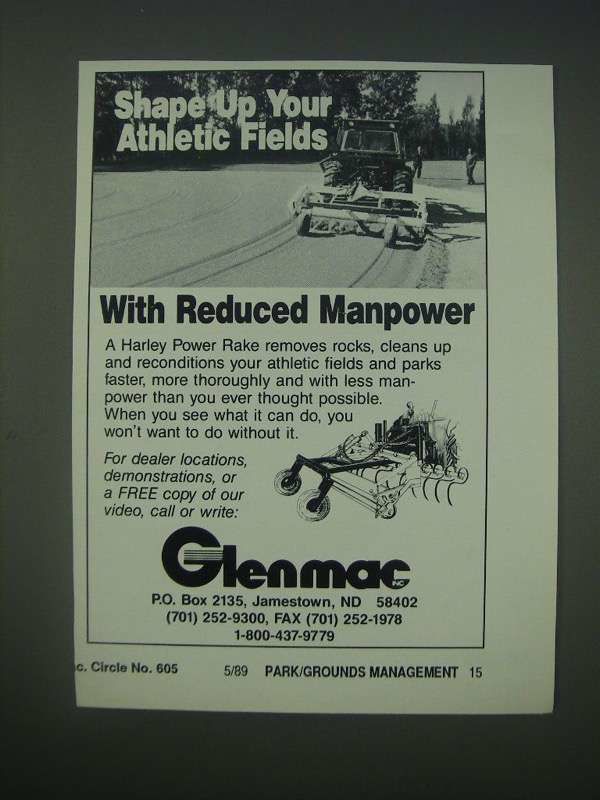 Shape Up Your
Athletic Fields
With Reduced Manpower
A Harley Power Rake removes rocks, cleans up
and reconditions your athletic fields and parks
faster, more thoroughly and with less man-
power than you ever thought possible.
When you see what it can do, you
won't want to do without it.
For dealer locations,
demonstrations, or
a FREE copy of our
video, call or write:
Glenmac INC
P.O. Box 2135, Jamestown, ND 58402
(701) 252-9300, FAX (701) 252-1978
1-800-437-9779
c. Circle No. 605 5/89 PARK/GROUNDS MANAGEMENT 15